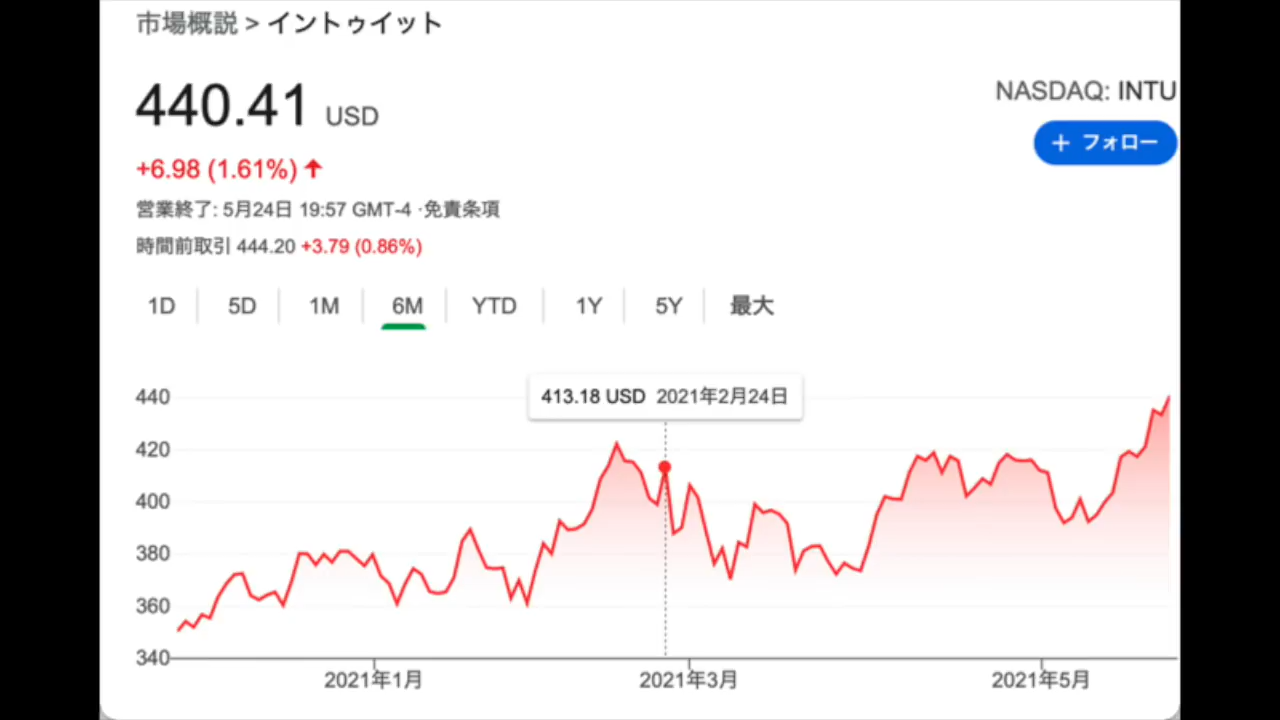 市場概説 > イントゥイット
440.41 USD
NASDAQ: INTU
+ フォロー
+6.98 (1.61%) ↑
営業終了: 5月24日 19:57 GMT-4 ·免責条項
時間前取引 444.20 +3.79 (0.86%)
1D 5D 1M 6M YTD 1Y 5Y 最大
413.18 USD 2021年2月24日
440
420
400
380
360
340
2021年1月 2021年3月 2021年5月